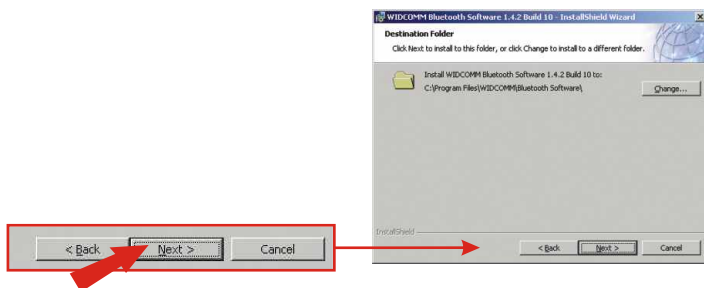 WIDCOMM Bluetooth Software 1.4.2 Build 10 - InstallShield Wizard
Destination Folder
Click Next to install to this folder, or click Change to install to a different folder.
Install WIDCOMM Bluetooth Software 1.4.2 Build 10 to:
C:\Program Files\WIDCOMM\Bluetooth Software\
Change...
InstallShield
< Back Next > Cancel
< Back Next > Cancel